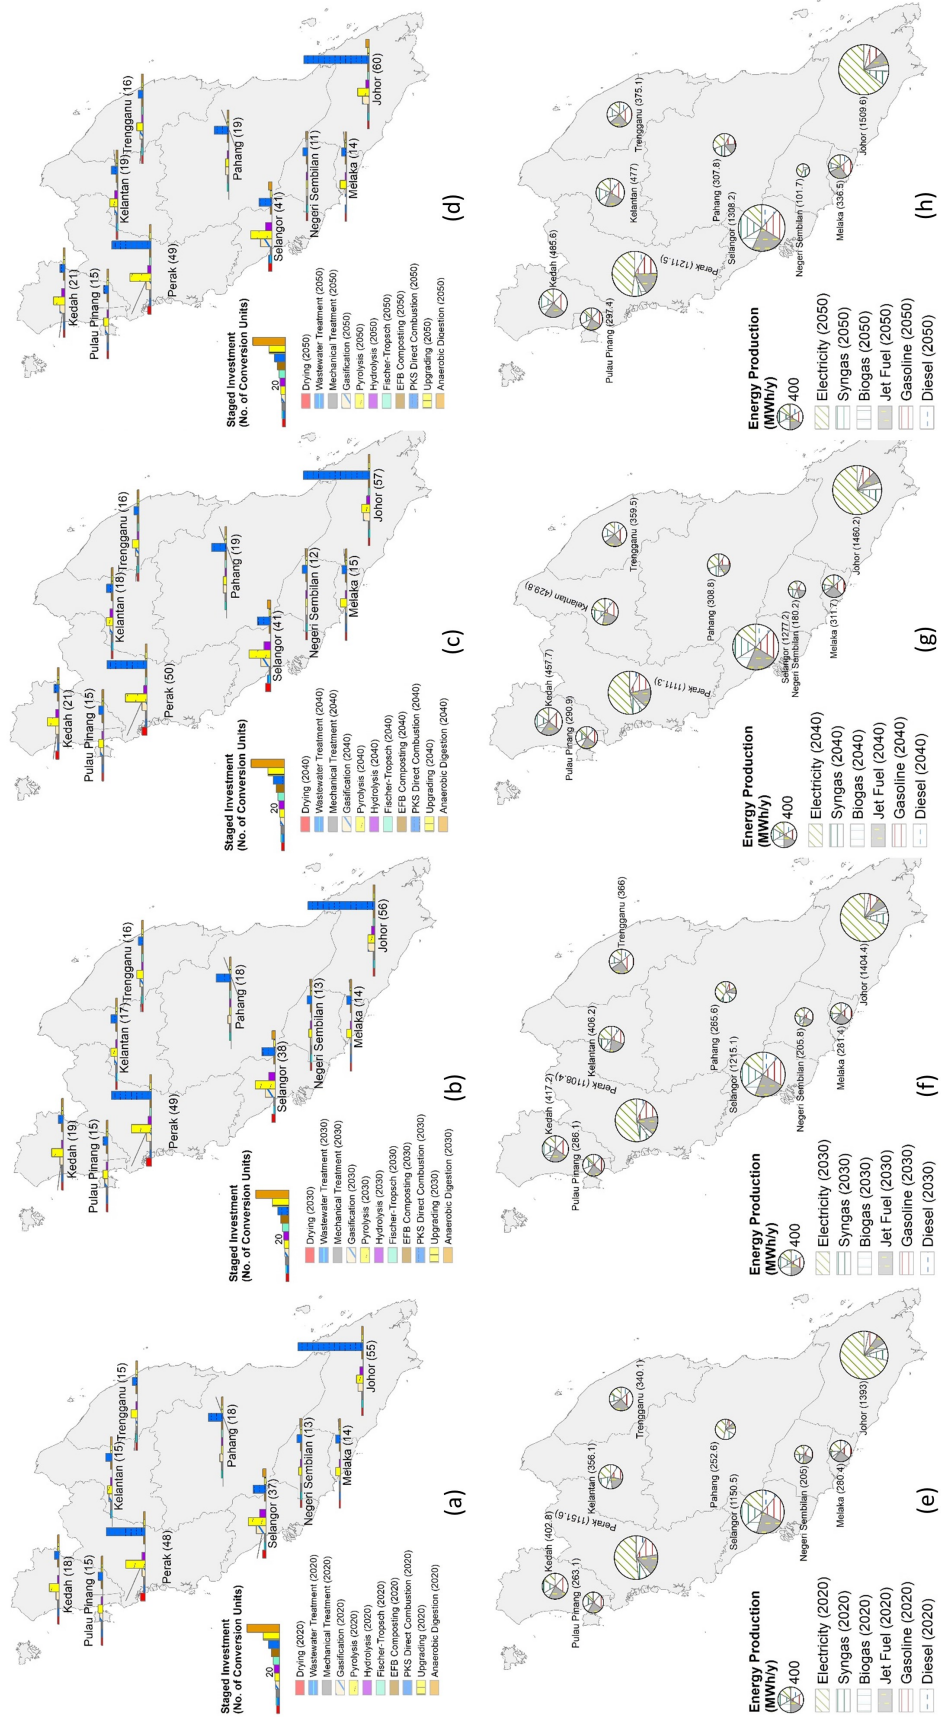 Kedah (18)
Pulau Pinang (15)
Perak (48)
Kelantan (15)
Trengganu (15)
Pahang (18)
Selangor (37)
Negeri Sembilan (13)
Melaka (14)
Johor (55)
Staged Investment
(No. of Conversion Units)
20
Drying (2020)
Wastewater Treatment (2020)
Mechanical Treatment (2020)
Gasification (2020)
Pyrolysis (2020)
Hydrolysis (2020)
Fischer-Tropsch (2020)
EFB Composting (2020)
PKS Direct Combustion (2020)
Upgrading (2020)
Anaerobic Digestion (2020)
(a)
Kedah (19)
Pulau Pinang (15)
Perak (49)
Kelantan (17)
Trengganu (16)
Pahang (18)
Selangor (38)
Negeri Sembilan (13)
Melaka (14)
Johor (56)
Staged Investment
(No. of Conversion Units)
20
Drying (2030)
Wastewater Treatment (2030)
Mechanical Treatment (2030)
Gasification (2030)
Pyrolysis (2030)
Hydrolysis (2030)
Fischer-Tropsch (2030)
EFB Composting (2030)
PKS Direct Combustion (2030)
Upgrading (2030)
Anaerobic Digestion (2030)
(b)
Kedah (21)
Pulau Pinang (15)
Perak (50)
Kelantan (18)
Trengganu (16)
Pahang (19)
Selangor (41)
Negeri Sembilan (12)
Melaka (15)
Johor (57)
Staged Investment
(No. of Conversion Units)
20
Drying (2040)
Wastewater Treatment (2040)
Mechanical Treatment (2040)
Gasification (2040)
Pyrolysis (2040)
Hydrolysis (2040)
Fischer-Tropsch (2040)
EFB Composting (2040)
PKS Direct Combustion (2040)
Upgrading (2040)
Anaerobic Digestion (2040)
(c)
Kedah (21)
Pulau Pinang (15)
Perak (49)
Kelantan (19)
Trengganu (16)
Pahang (19)
Selangor (41)
Negeri Sembilan (11)
Melaka (14)
Johor (60)
Staged Investment
(No. of Conversion Units)
20
Drying (2050)
Wastewater Treatment (2050)
Mechanical Treatment (2050)
Gasification (2050)
Pyrolysis (2050)
Hydrolysis (2050)
Fischer-Tropsch (2050)
EFB Composting (2050)
PKS Direct Combustion (2050)
Upgrading (2050)
Anaerobic Digestion (2050)
(d)
Kedah (402.8)
Pulau Pinang (263.1)
Perak (1151.6)
Kelantan (356.1)
Trengganu (340.1)
Pahang (252.6)
Selangor (1150.5)
Negeri Sembilan (205)
Melaka (280.4)
Johor (1393)
Energy Production
(MWh/y)
400
Electricity (2020)
Syngas (2020)
Biogas (2020)
Jet Fuel (2020)
Gasoline (2020)
Diesel (2020)
(e)
Kedah (417.2)
Pulau Pinang (286.1)
Perak (1108.4)
Kelantan (406.2)
Trengganu (366)
Pahang (265.6)
Selangor (1215.1)
Negeri Sembilan (205.8)
Melaka (281.4)
Johor (1404.4)
Energy Production
(MWh/y)
400
Electricity (2030)
Syngas (2030)
Biogas (2030)
Jet Fuel (2030)
Gasoline (2030)
Diesel (2030)
(f)
Kedah (457.7)
Pulau Pinang (290.9)
Perak (1111.3)
Kelantan (429.8)
Trengganu (359.5)
Pahang (308.8)
Selangor (1277.2)
Negeri Sembilan (180.2)
Melaka (311.7)
Johor (1460.2)
Energy Production
(MWh/y)
400
Electricity (2040)
Syngas (2040)
Biogas (2040)
Jet Fuel (2040)
Gasoline (2040)
Diesel (2040)
(g)
Kedah (485.6)
Pulau Pinang (297.4)
Perak (1211.5)
Kelantan (477)
Trengganu (375.1)
Pahang (307.8)
Selangor (1308.2)
Negeri Sembilan (101.7)
Melaka (336.5)
Johor (1509.6)
Energy Production
(MWh/y)
400
Electricity (2050)
Syngas (2050)
Biogas (2050)
Jet Fuel (2050)
Gasoline (2050)
Diesel (2050)
(h)